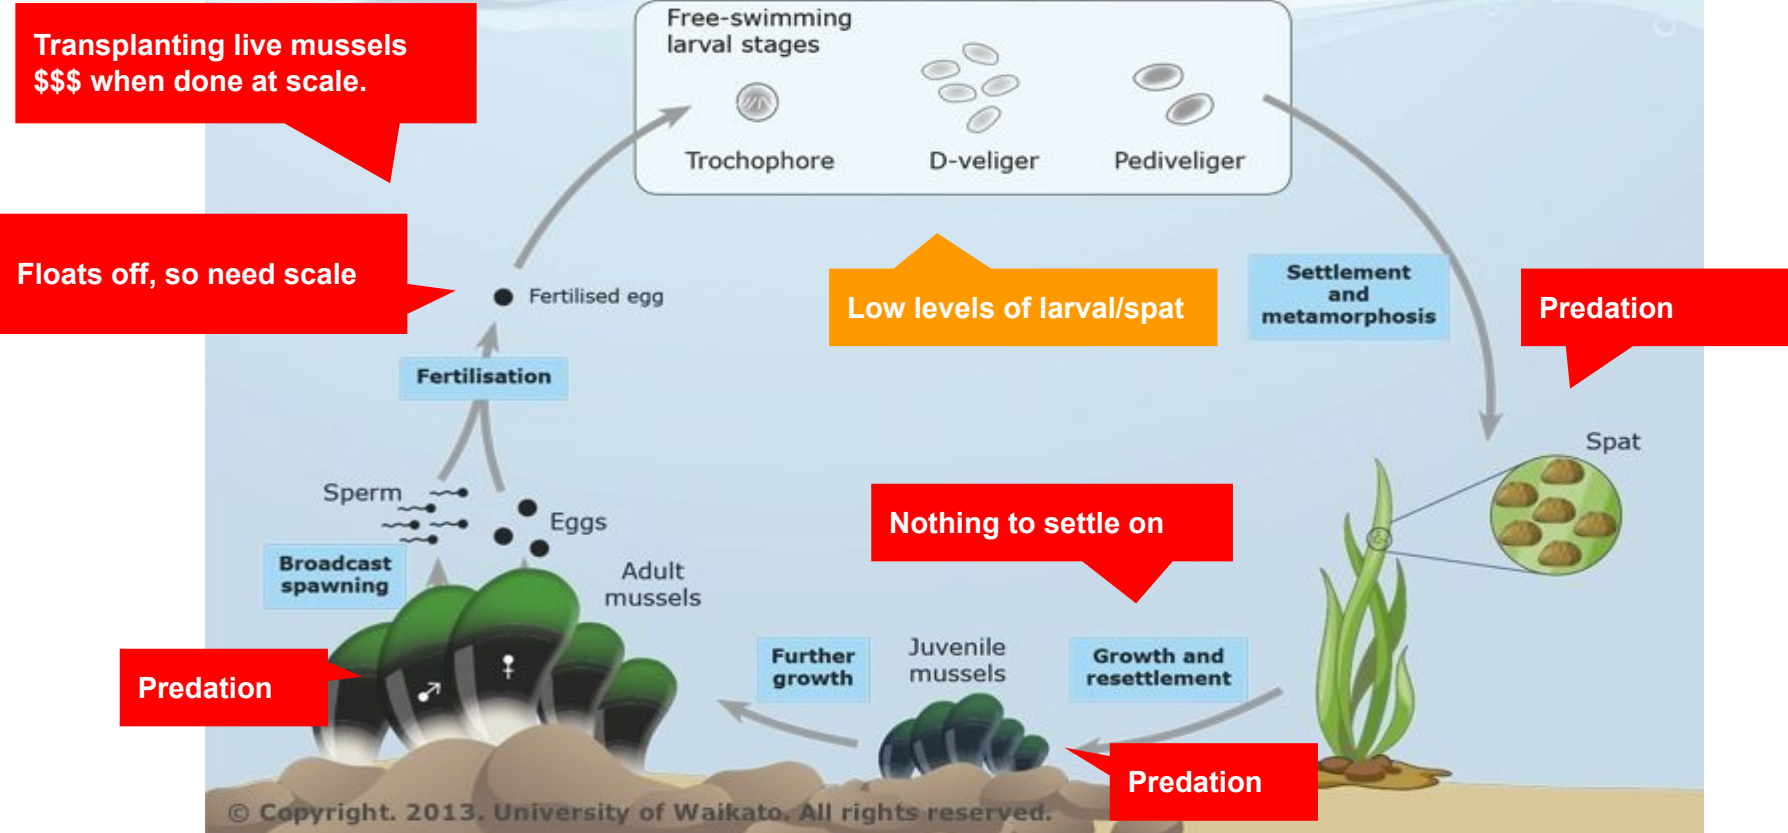 Transplanting live mussels
$$$ when done at scale.
Free-swimming
larval stages
Trochophore
D-veliger
Pediveliger
Floats off, so need scale
Fertilised egg
Low levels of larval/spat
Settlement
and
metamorphosis
Predation
Fertilisation
Spat
Sperm
Eggs
Nothing to settle on
Broadcast
spawning
Adult
mussels
Further
growth
Juvenile
mussels
Growth and
resettlement
Predation
Predation
© Copyright. 2013. University of Waikato. All rights reserved.